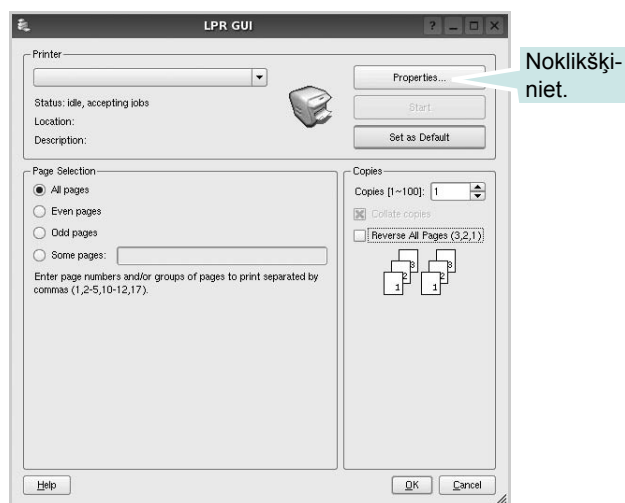 LPR GUI
Printer
Properties...
Status: idle, accepting jobs
Start
Location:
Description:
Set as Default
Noklikšķi-
niet.
Page Selection
All pages
Even pages
Odd pages
Some pages:
Enter page numbers and/or groups of pages to print separated by
commas (1,2-5,10-12,17).
Copies
Copies [1~100]: 1
Collate copies
Reverse All Pages (3,2,1)
3 3
2 2
1 1
Help
OK
Cancel